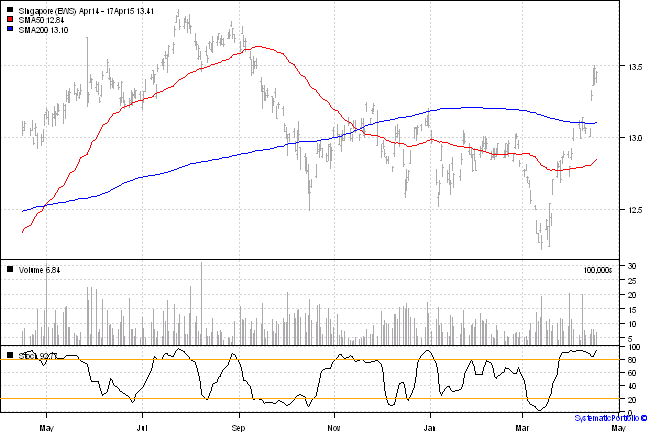 Singapore (EWS) Apr14 - 17Apr15 13.41
SMA50 12.84
SMA200 13.10
13.5
13.0
12.5
Volume 6.84
100,000s
30
25
20
15
10
5
100
80
60
40
20
0
May
Jul
Sep
Nov
Jan
Mar
May
SystematicPortfolio ©